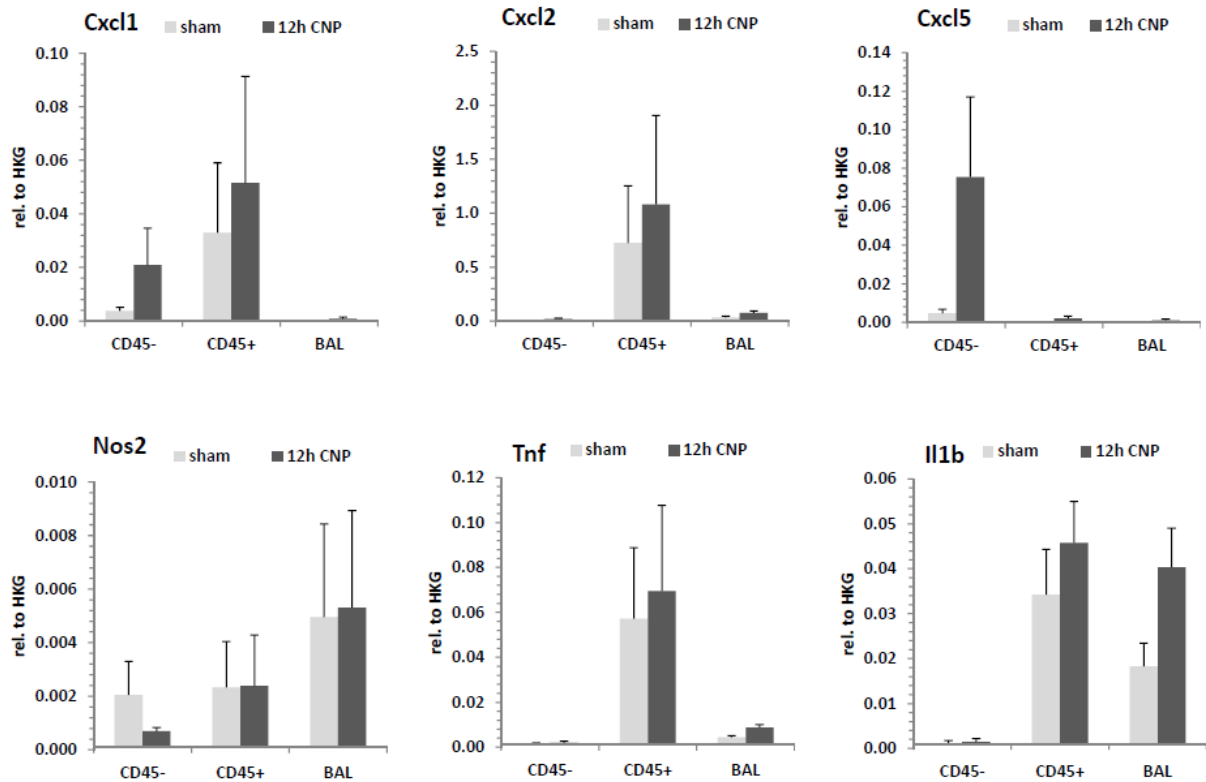 Cxcl1
sham 12h CNP
0.10
0.08
0.06
0.04
0.02
0.00
rel. to HKG
CD45- CD45+ BAL
Cxcl2
sham 12h CNP
2.5
2.0
1.5
1.0
0.5
0.0
rel. to HKG
CD45- CD45+ BAL
Cxcl5
sham 12h CNP
0.14
0.12
0.10
0.08
0.06
0.04
0.02
0.00
rel. to HKG
CD45- CD45+ BAL
Nos2
sham 12h CNP
0.010
0.008
0.006
0.004
0.002
0.000
rel. to HKG
CD45- CD45+ BAL
Tnf
sham 12h CNP
0.12
0.10
0.08
0.06
0.04
0.02
0.00
rel. to HKG
CD45- CD45+ BAL
Il1b
sham 12h CNP
0.06
0.05
0.04
0.03
0.02
0.01
0.00
rel. to HKG
CD45- CD45+ BAL